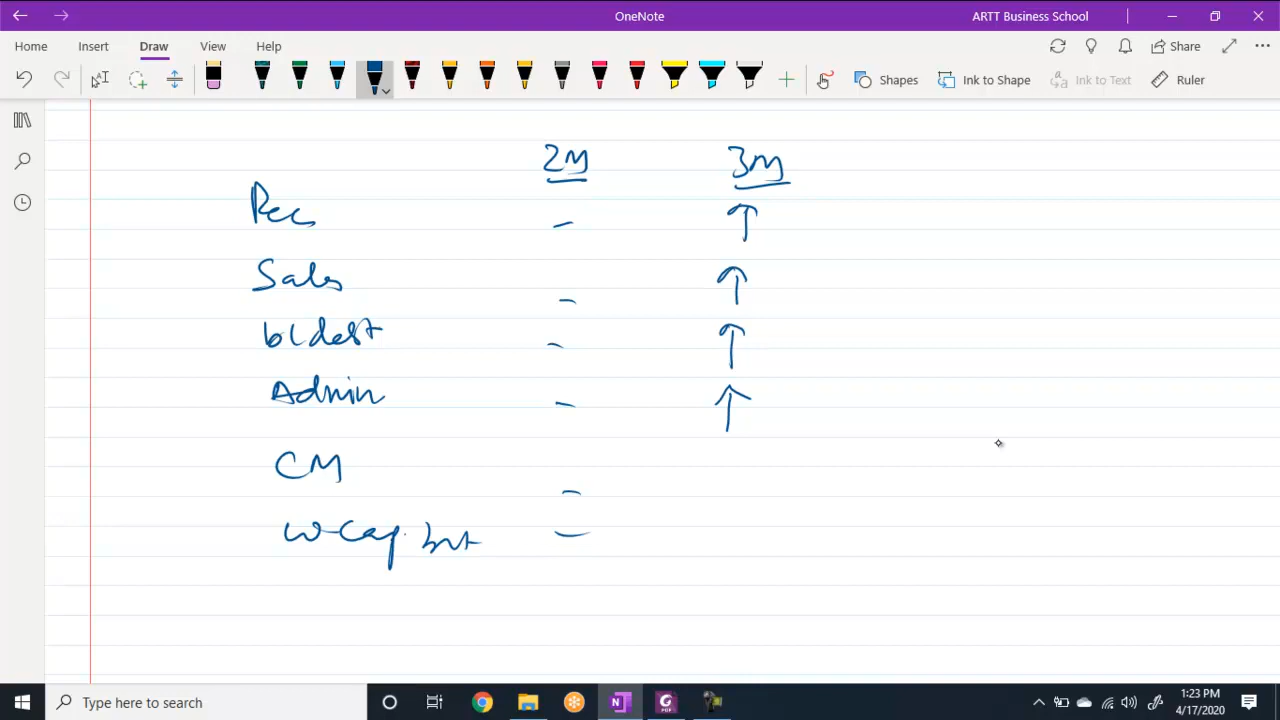 OneNote
ARTT Business School
Home Insert Draw View Help
Share
Shapes
Ink to Shape
Ink to Text
Ruler
2M 3M
Rec - ↑
Sales - ↑
b(debt - ↑
Admin - ↑
CM -
W-Cap. Int -
Type here to search
1:23 PM
4/17/2020